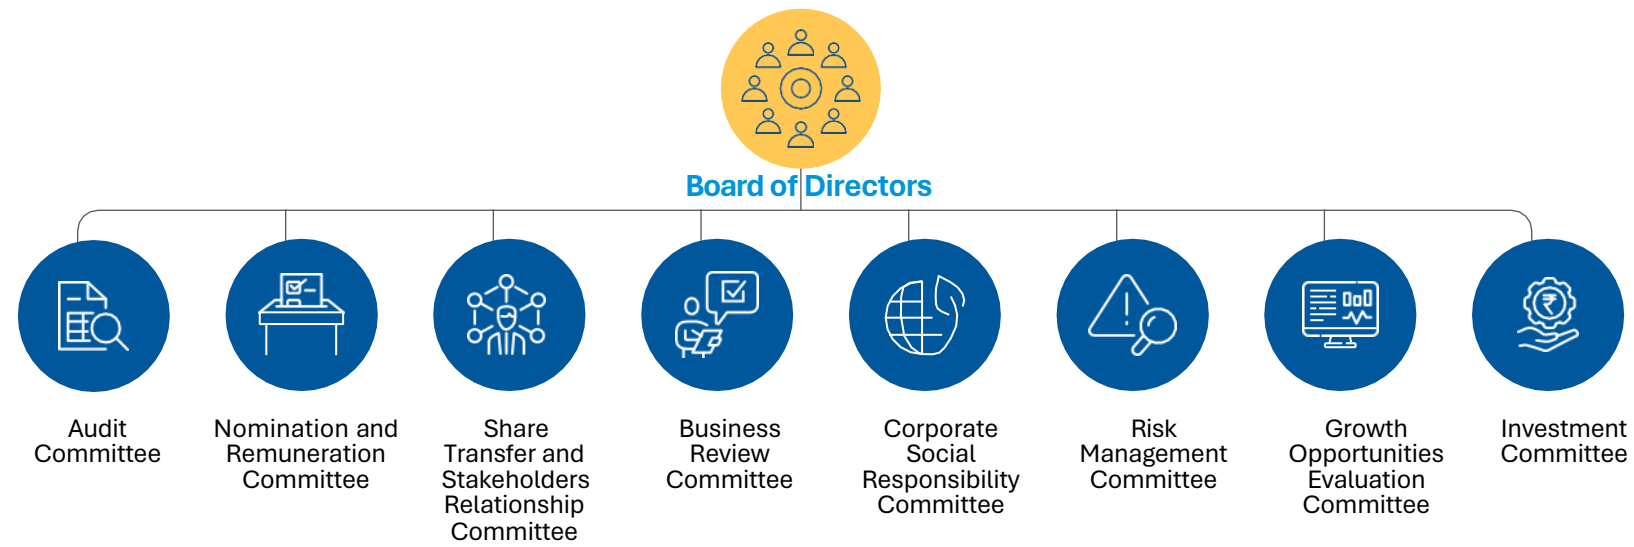 Board of Directors
Audit
Committee
Nomination and
Remuneration
Committee
Share
Transfer and
Stakeholders
Relationship
Committee
Business
Review
Committee
Corporate
Social
Responsibility
Committee
Risk
Management
Committee
Growth
Opportunities
Evaluation
Committee
Investment
Committee